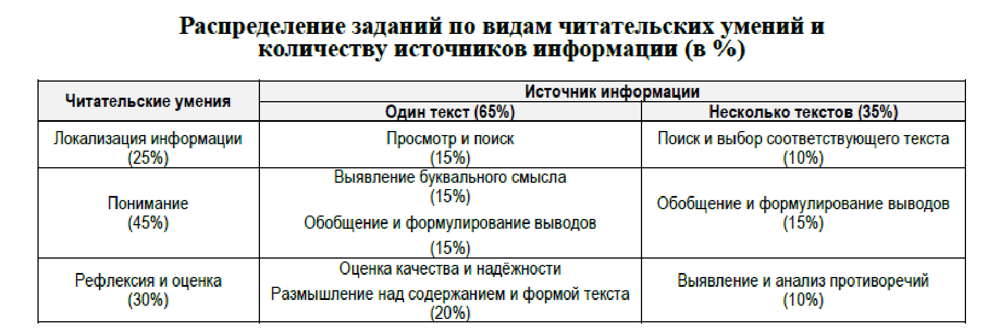 Распределение заданий по видам читательских умений и
количеству источников информации (в %)
Читательские умения
Источник информации
Один текст (65%)
Несколько текстов (35%)
Локализация информации
(25%)
Просмотр и поиск
(15%)
Поиск и выбор соответствующего текста
(10%)
Понимание
(45%)
Выявление буквального смысла
(15%)
Обобщение и формулирование выводов
(15%)
Обобщение и формулирование выводов
(15%)
Рефлексия и оценка
(30%)
Оценка качества и надёжности
Размышление над содержанием и формой текста
(20%)
Выявление и анализ противоречий
(10%)